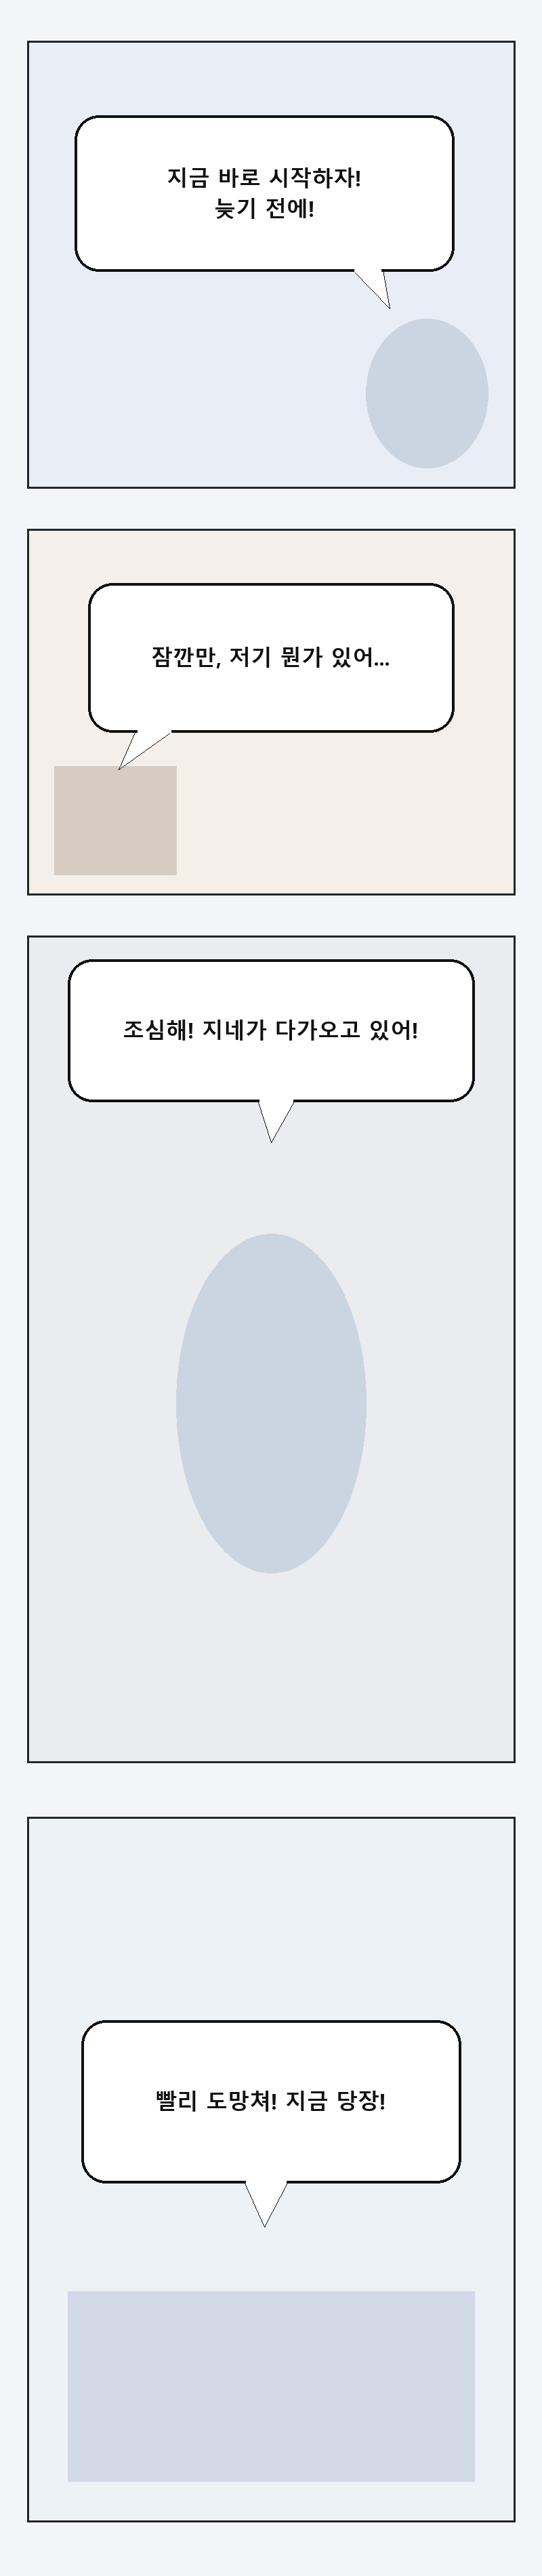 지금 바로 시작하자!
늦기 전에!
잠깐만, 저기 뭔가 있어...
조심해! 지네가 다가오고 있어!
빨리 도망쳐! 지금 당장!